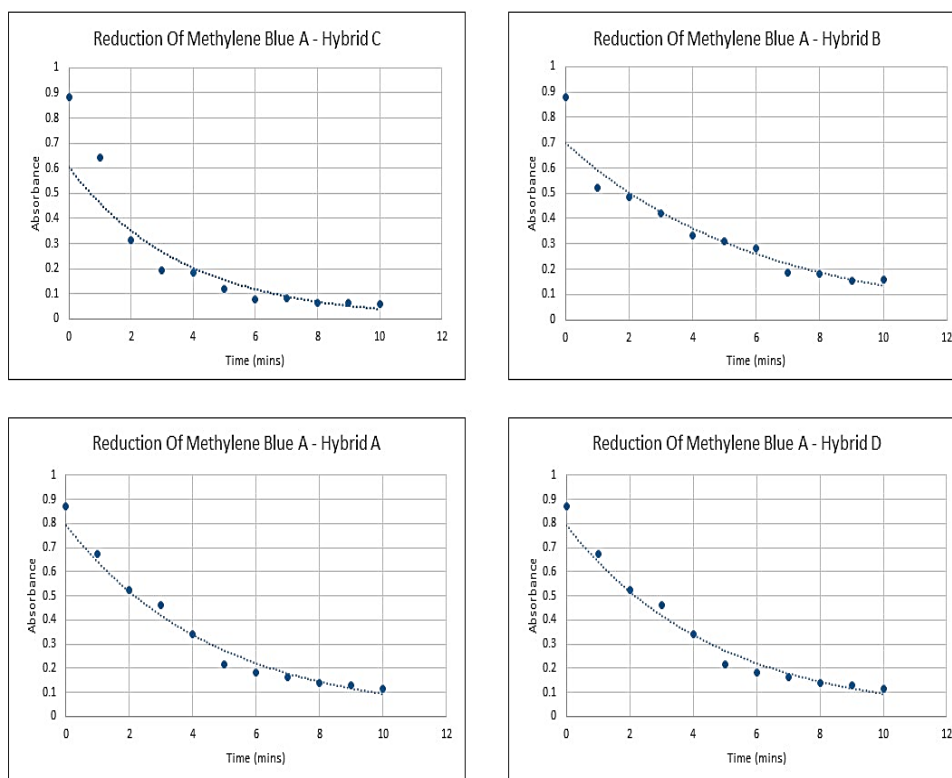 Reduction Of Methylene Blue A - Hybrid C
1
0.9
0.8
0.7
0.6
0.5
0.4
0.3
0.2
0.1
0
Absorbance
0 2 4 6 8 10 12
Time (mins)
Reduction Of Methylene Blue A - Hybrid B
1
0.9
0.8
0.7
0.6
0.5
0.4
0.3
0.2
0.1
0
Absorbance
0 2 4 6 8 10 12
Time (mins)
Reduction Of Methylene Blue A - Hybrid A
1
0.9
0.8
0.7
0.6
0.5
0.4
0.3
0.2
0.1
0
Absorbance
0 2 4 6 8 10 12
Time (mins)
Reduction Of Methylene Blue A - Hybrid D
1
0.9
0.8
0.7
0.6
0.5
0.4
0.3
0.2
0.1
0
Absorbance
0 2 4 6 8 10 12
Time (mins)